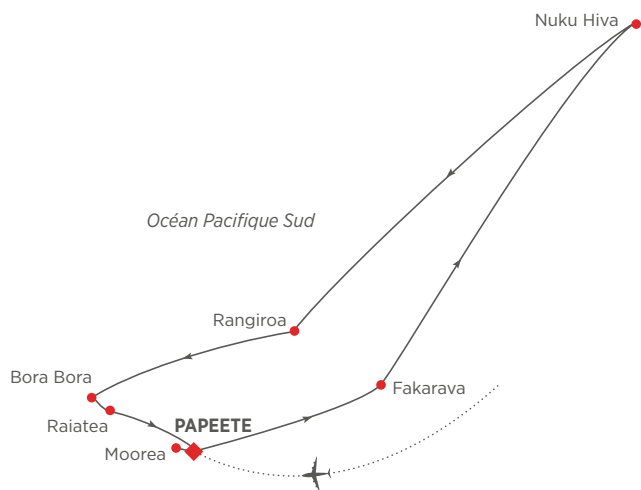 Nuku Hiva
Océan Pacifique Sud
Rangiroa
Bora Bora
Fakarava
Raiatea
PAPEETE
Moorea